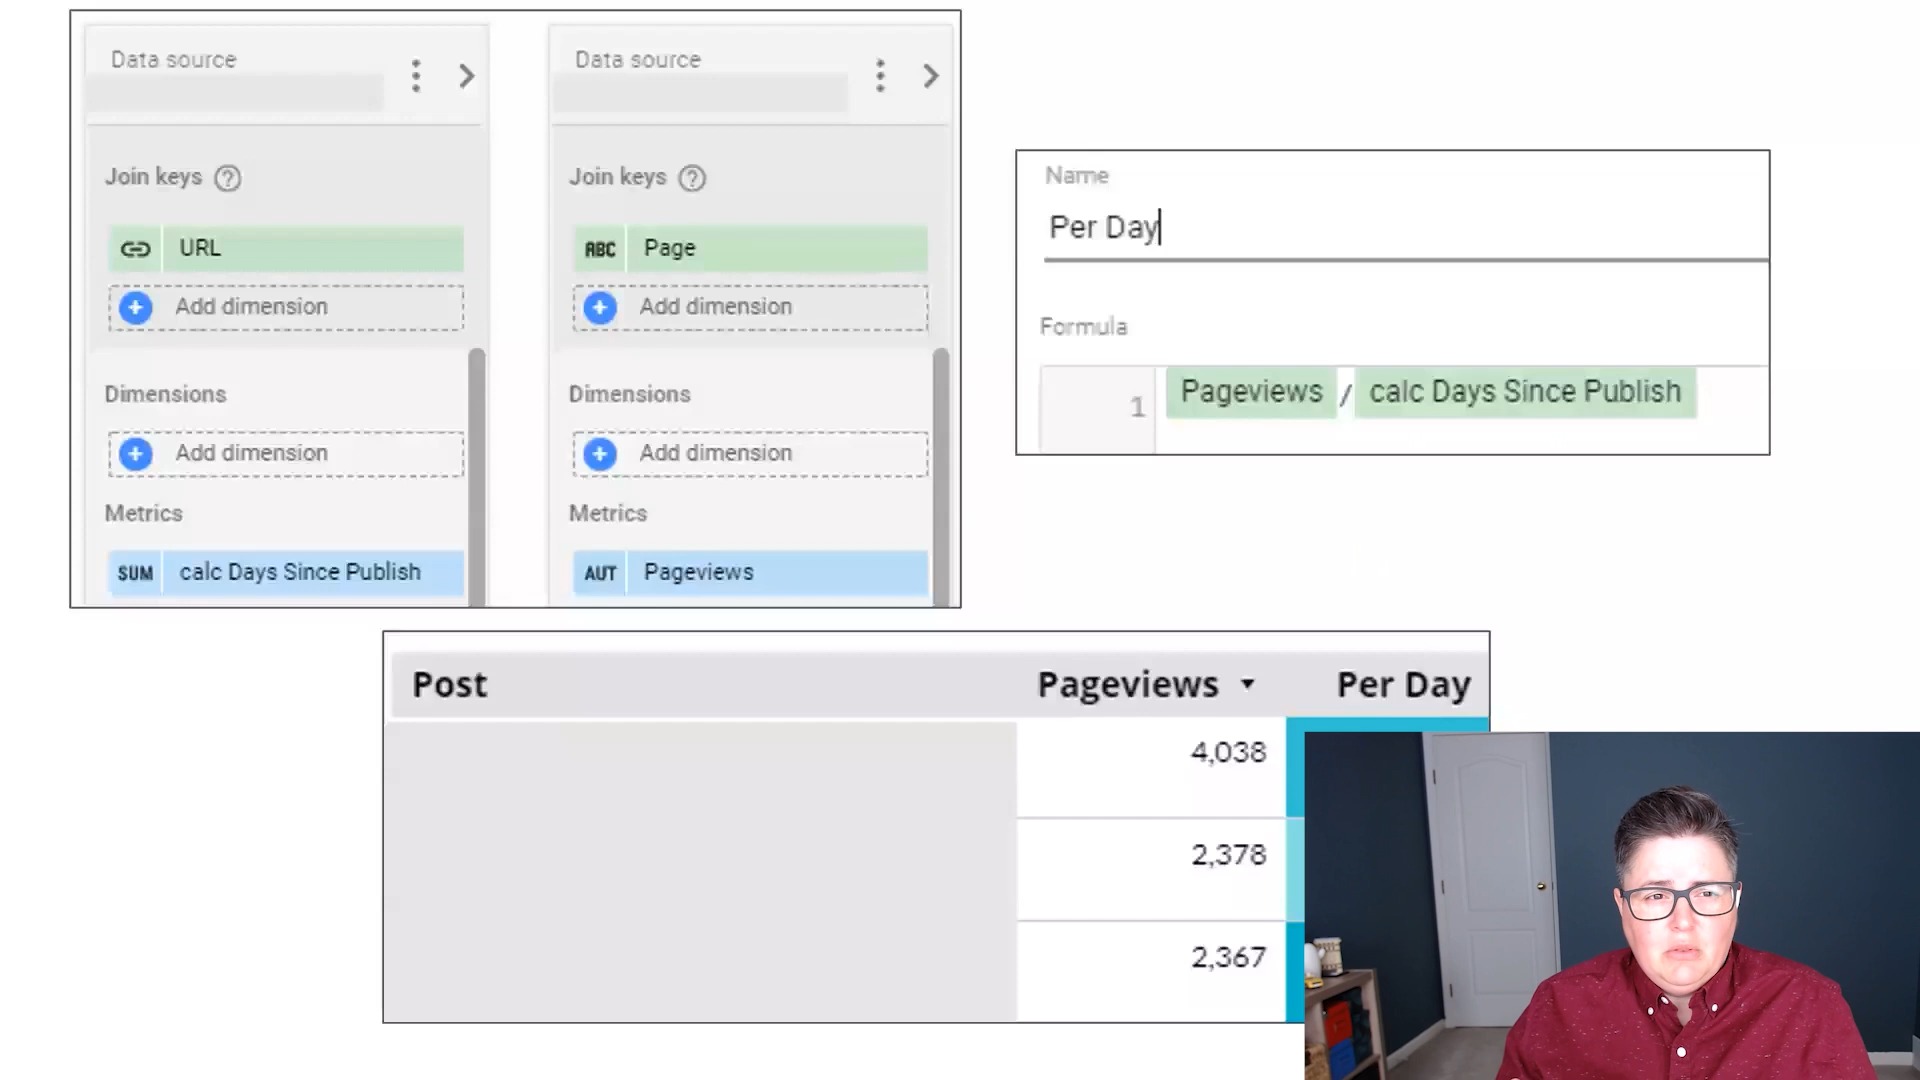 Data source
Join keys ?
URL
Add dimension
Dimensions
Add dimension
Metrics
SUM calc Days Since Publish
Data source
Join keys ?
ABC Page
Add dimension
Dimensions
Add dimension
Metrics
AUT Pageviews
Name
Per Day
Formula
1 Pageviews / calc Days Since Publish
Post Pageviews Per Day
4,038
2,378
2,367